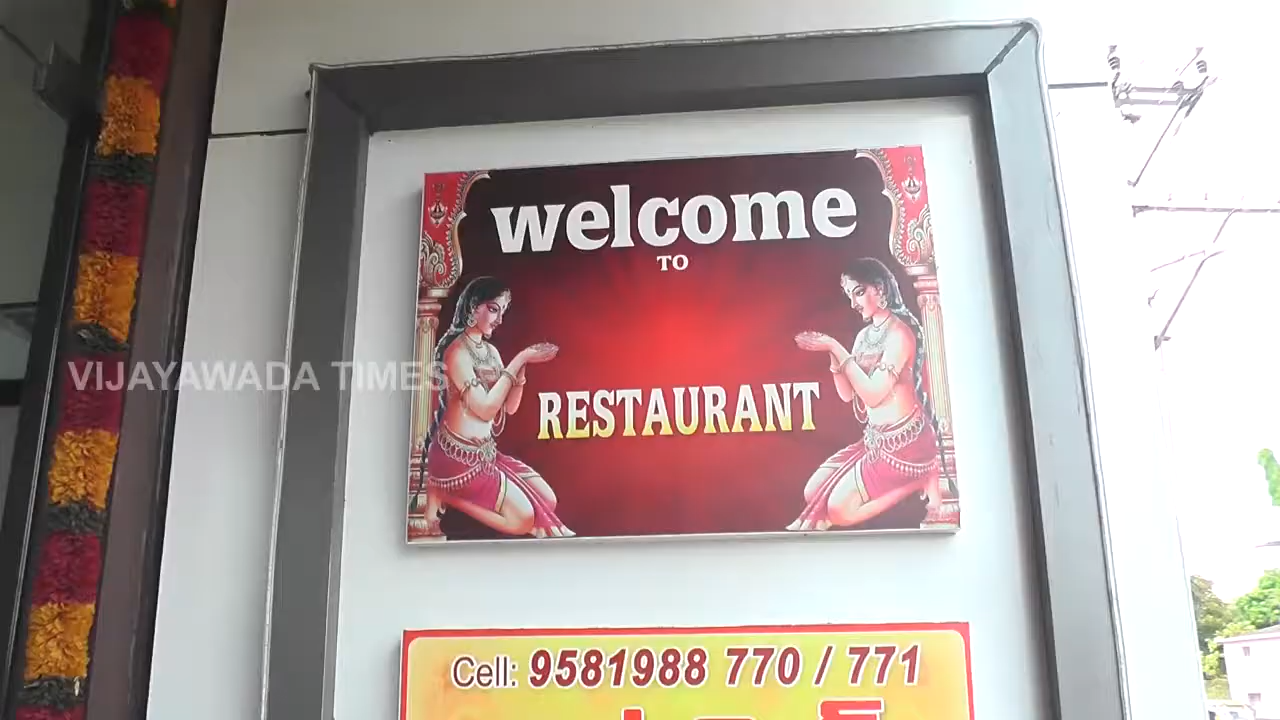 welcome
TO
RESTAURANT
VIJAYAWADA TIMES
Cell: 9581988 770 / 771